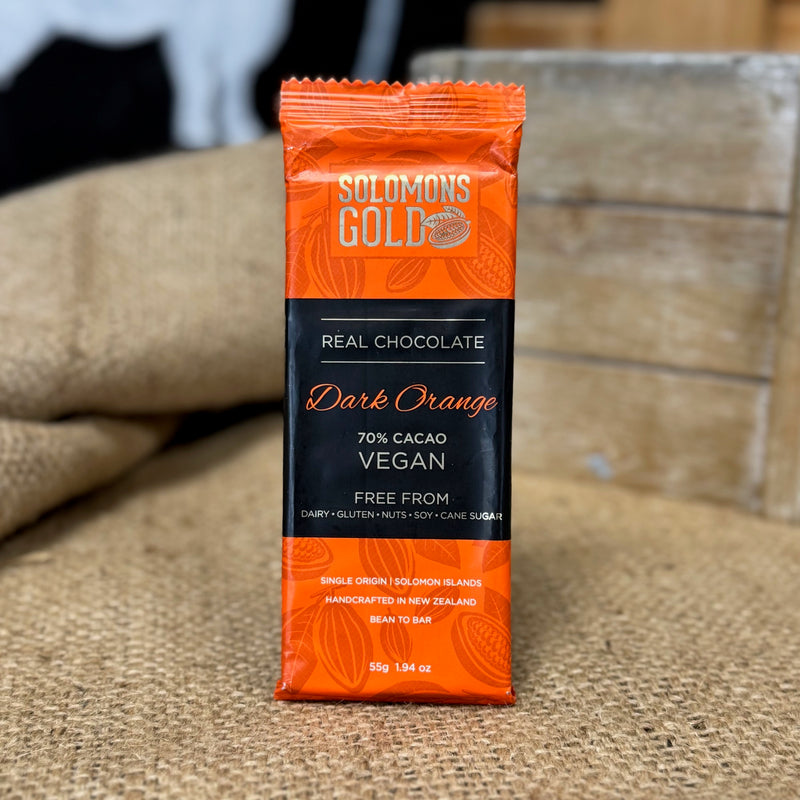 SOLOMONS
GOLD
REAL CHOCOLATE
Dark Orange
70% CACAO
VEGAN
FREE FROM
DAIRY • GLUTEN • NUTS • SOY • CANE SUGAR
SINGLE ORIGIN | SOLOMON ISLANDS
HANDCRAFTED IN NEW ZEALAND
BEAN TO BAR
55g 1.94 oz